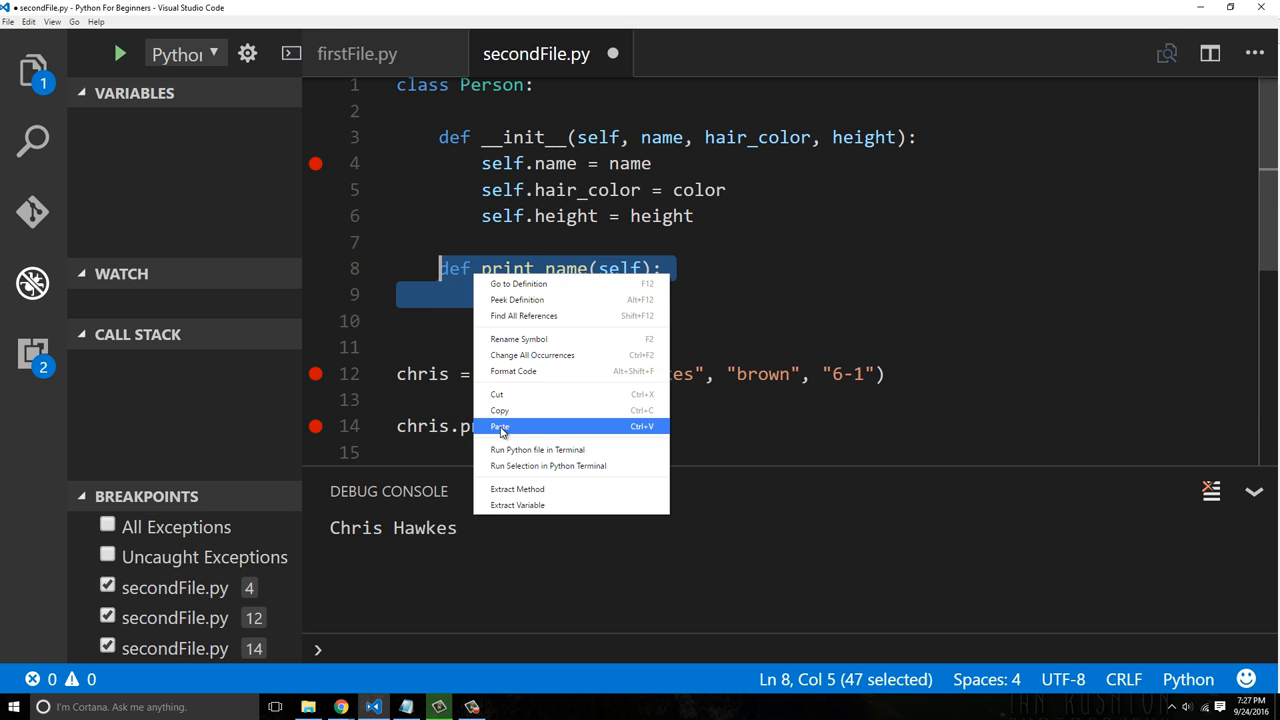 ● secondFile.py - Python For Beginners - Visual Studio Code
File Edit View Go Help
Python firstFile.py secondFile.py
1
VARIABLES
WATCH
CALL STACK
2
BREAKPOINTS
All Exceptions
Uncaught Exceptions
secondFile.py 4
secondFile.py 12
secondFile.py 14
1 class Person:
2
3 def __init__(self, name, hair_color, height):
4 self.name = name
5 self.hair_color = color
6 self.height = height
7
8 def print_name(self):
9
10
11
12 chris = es", "brown", "6-1")
13
14 chris.p
15
Go to Definition F12
Peek Definition Alt+F12
Find All References Shift+F12
Rename Symbol F2
Change All Occurrences Ctrl+F2
Format Code Alt+Shift+F
Cut Ctrl+X
Copy Ctrl+C
Paste Ctrl+V
Run Python file in Terminal
Run Selection in Python Terminal
Extract Method
Extract Variable
DEBUG CONSOLE
Chris Hawkes
0 0 Ln 8, Col 5 (47 selected) Spaces: 4 UTF-8 CRLF Python
I'm Cortana. Ask me anything.
7:27 PM
9/24/2016